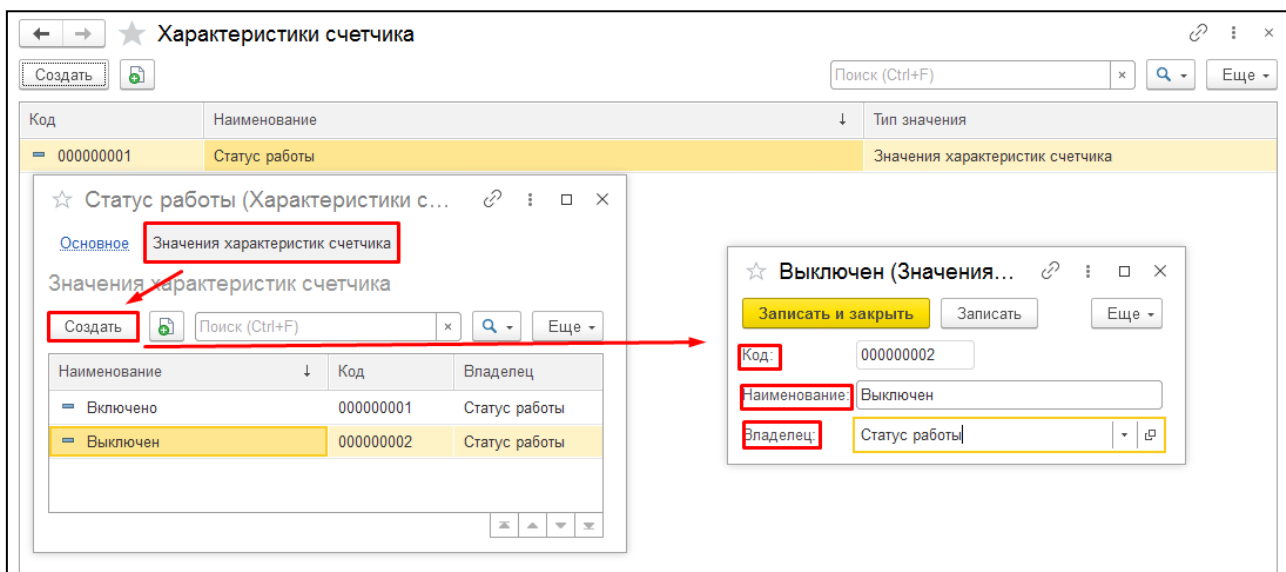 Характеристики счетчика
Создать Поиск (Ctrl+F) Еще
Код Наименование Тип значения
000000001 Статус работы Значения характеристик счетчика
Статус работы (Характеристики с...
Основное Значения характеристик счетчика
Значения характеристик счетчика
Создать Поиск (Ctrl+F) Еще
Наименование Код Владелец
Включено 000000001 Статус работы
Выключен 000000002 Статус работы
Выключен (Значения...
Записать и закрыть Записать Еще
Код: 000000002
Наименование: Выключен
Владелец: Статус работы